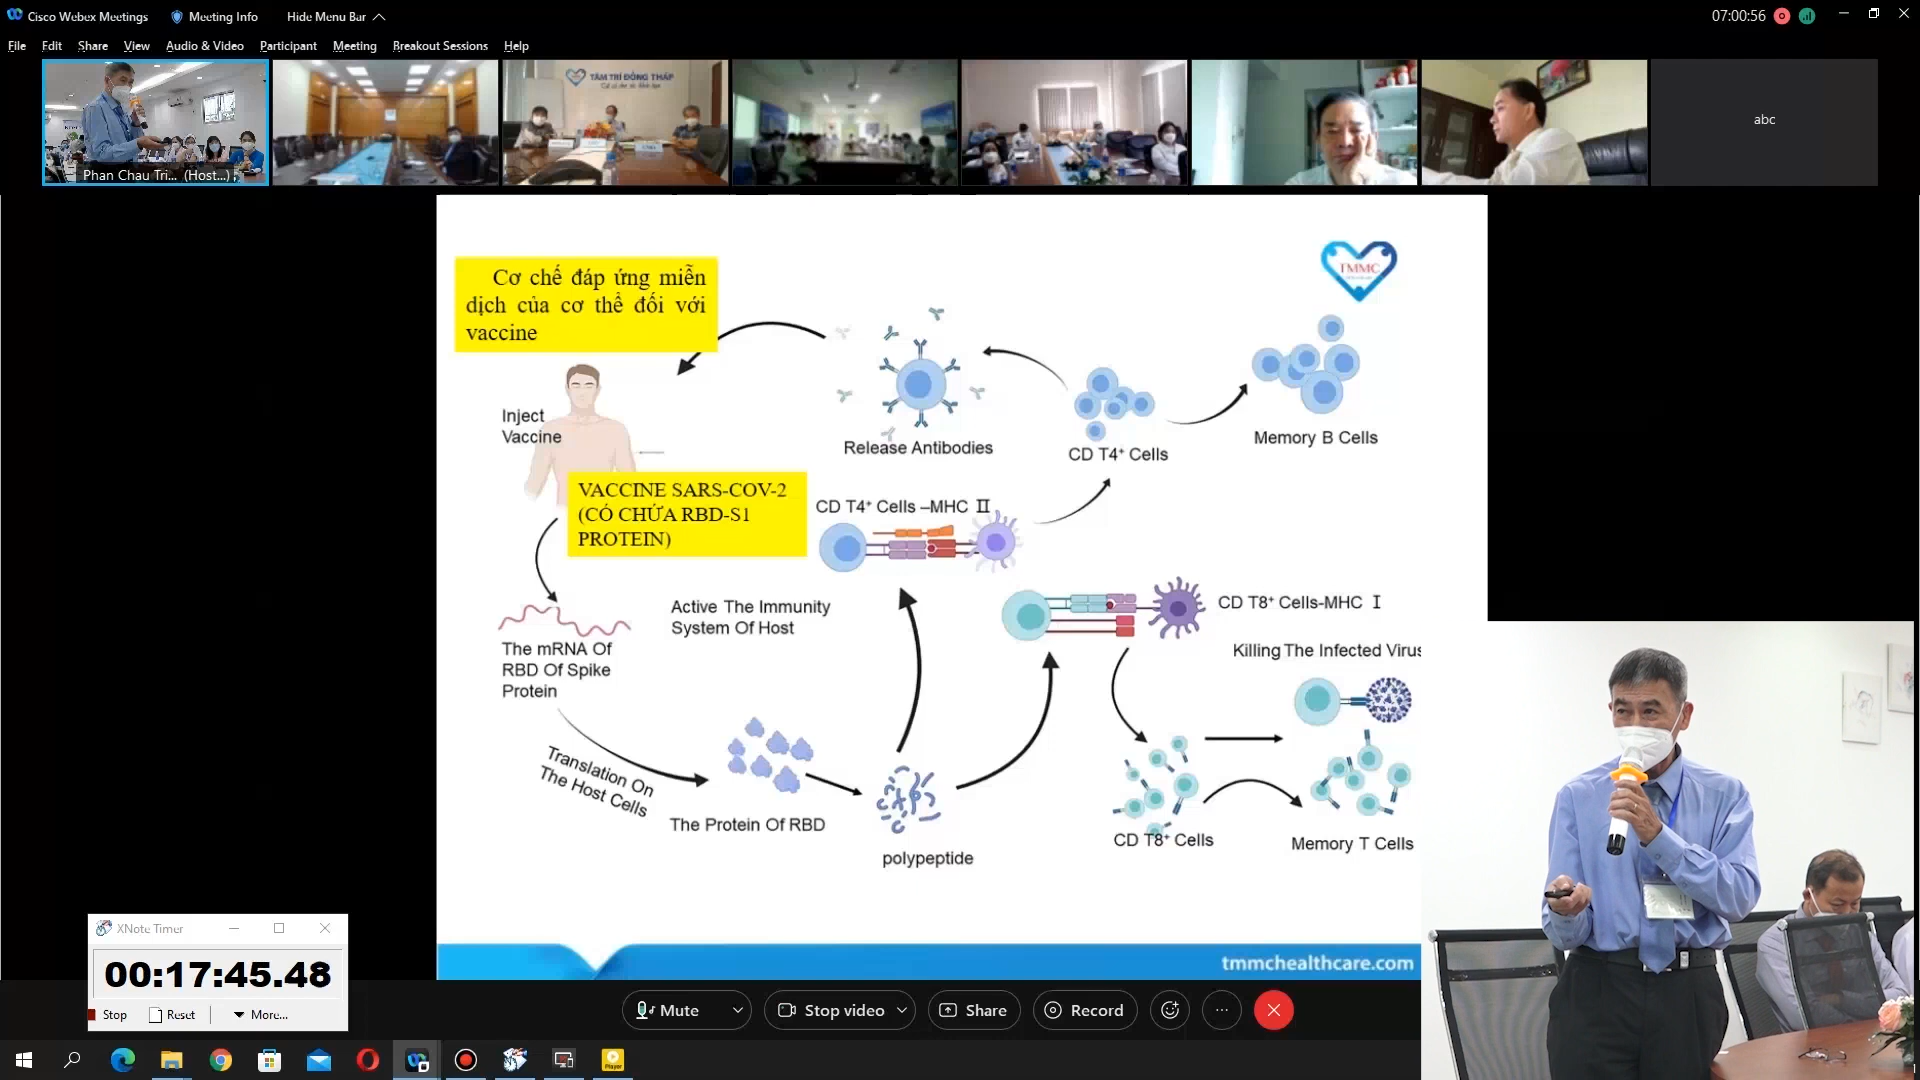 Cisco Webex Meetings
Meeting Info
Hide Menu Bar
07:00:56
File Edit Share View Audio & Video Participant Meeting Breakout Sessions Help
TÂM TRÍ ĐỒNG THÁP
Phan Chau Tri... (Host...)
abc
Cơ chế đáp ứng miễn
dịch của cơ thể đối với
vaccine
TMMC
Inject
Vaccine
Release Antibodies
CD T4⁺ Cells
Memory B Cells
VACCINE SARS-COV-2
(CÓ CHỨA RBD-S1
PROTEIN)
CD T4⁺ Cells –MHC Ⅱ
Active The Immunity
System Of Host
CD T8⁺ Cells-MHC Ⅰ
The mRNA Of
RBD Of Spike
Protein
Killing The Infected Virus
Translation On
The Host Cells
The Protein Of RBD
polypeptide
CD T8⁺ Cells
Memory T Cells
tmmchealthcare.com
XNote Timer
00:17:45.48
Stop Reset More...
Mute
Stop video
Share
Record
Player